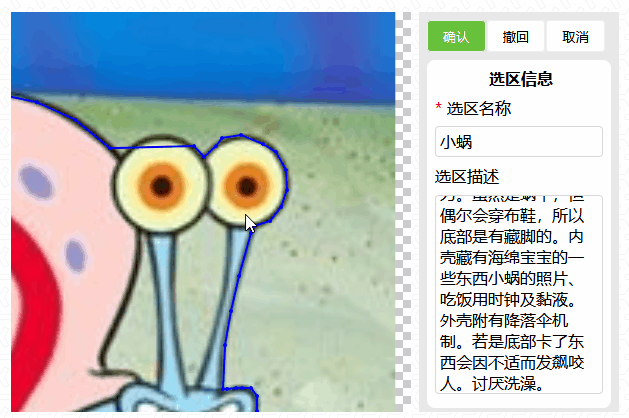 确认 撤回 取消
选区信息
* 选区名称
小蜗
选区描述
偶尔会穿布鞋，所以
底部是有藏脚的。内
壳藏有海绵宝宝的一
些东西小蜗的照片、
吃饭用时钟及黏液。
外壳附有降落伞机
制。若是底部卡了东
西会因不适而发飙咬
人。讨厌洗澡。